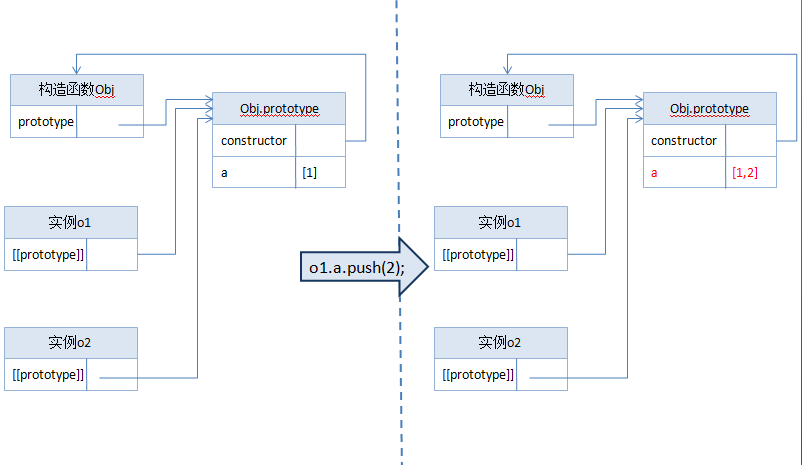 构造函数Obj
prototype
Obj.prototype
constructor
a [1]
实例o1
[[prototype]]
实例o2
[[prototype]]
o1.a.push(2);
构造函数Obj
prototype
Obj.prototype
constructor
a [1,2]
实例o1
[[prototype]]
实例o2
[[prototype]]